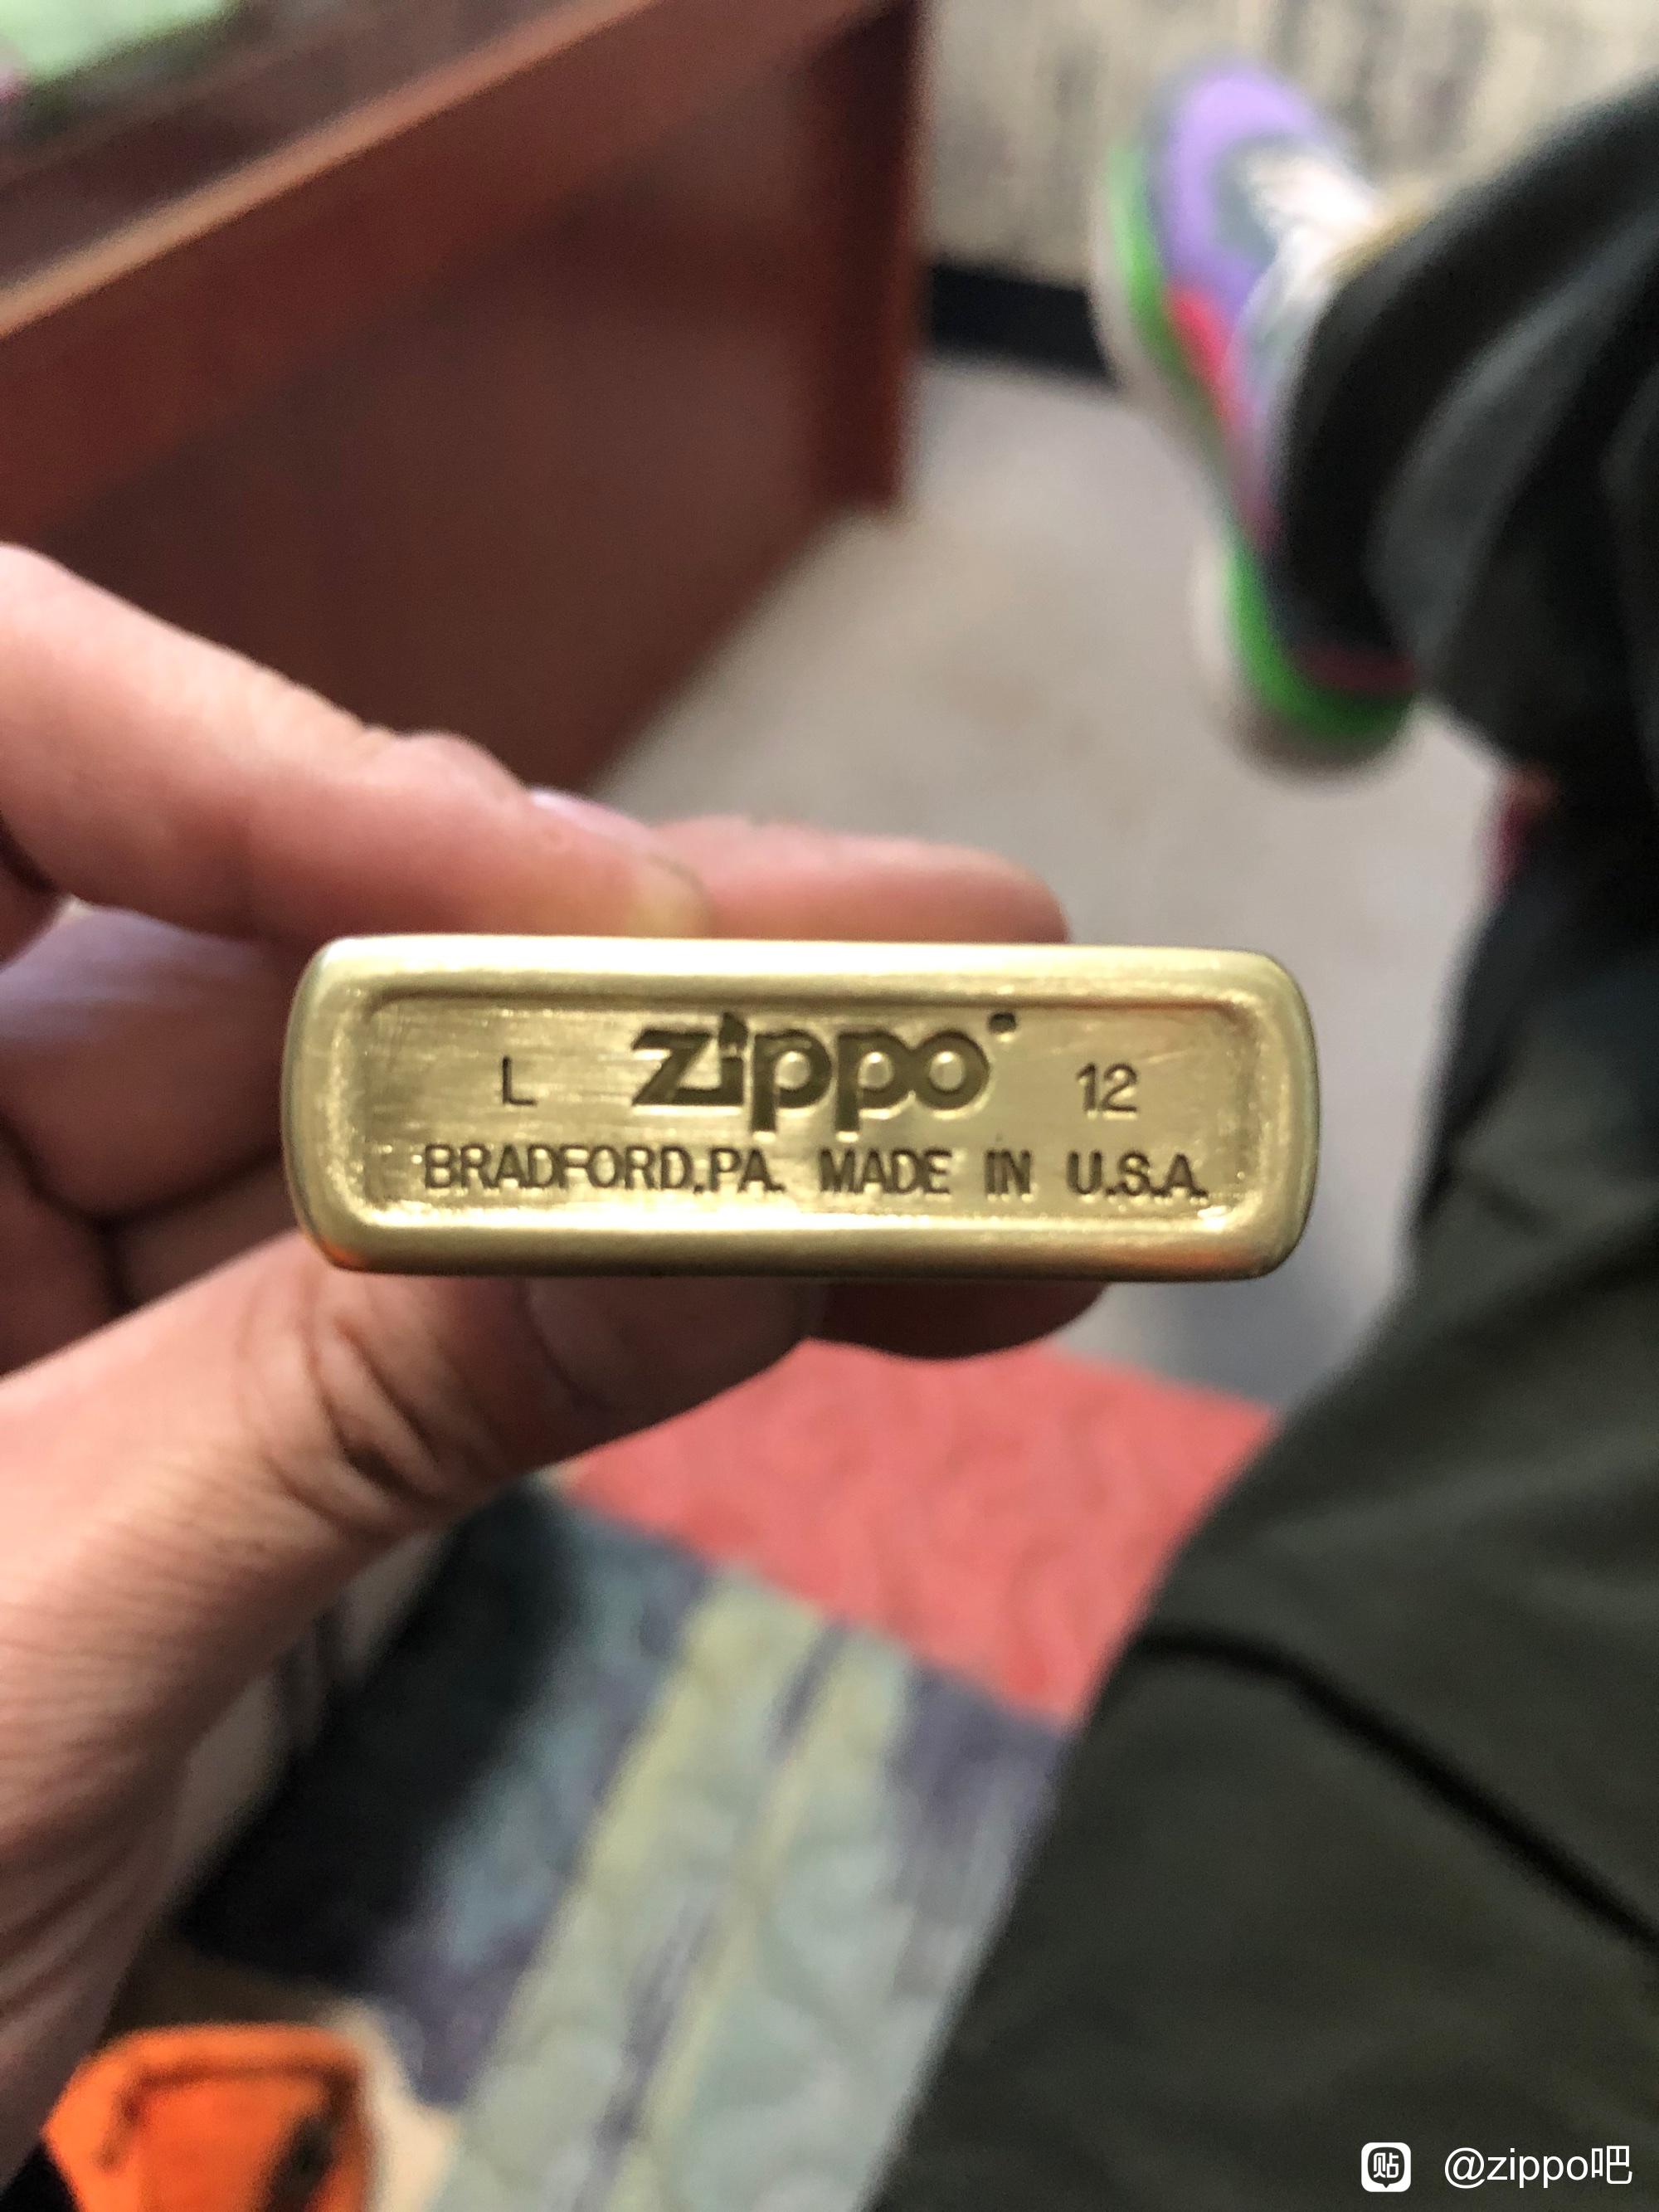 L zippo 12
BRADFORD,PA. MADE IN U.S.A.
贴 @zippo吧